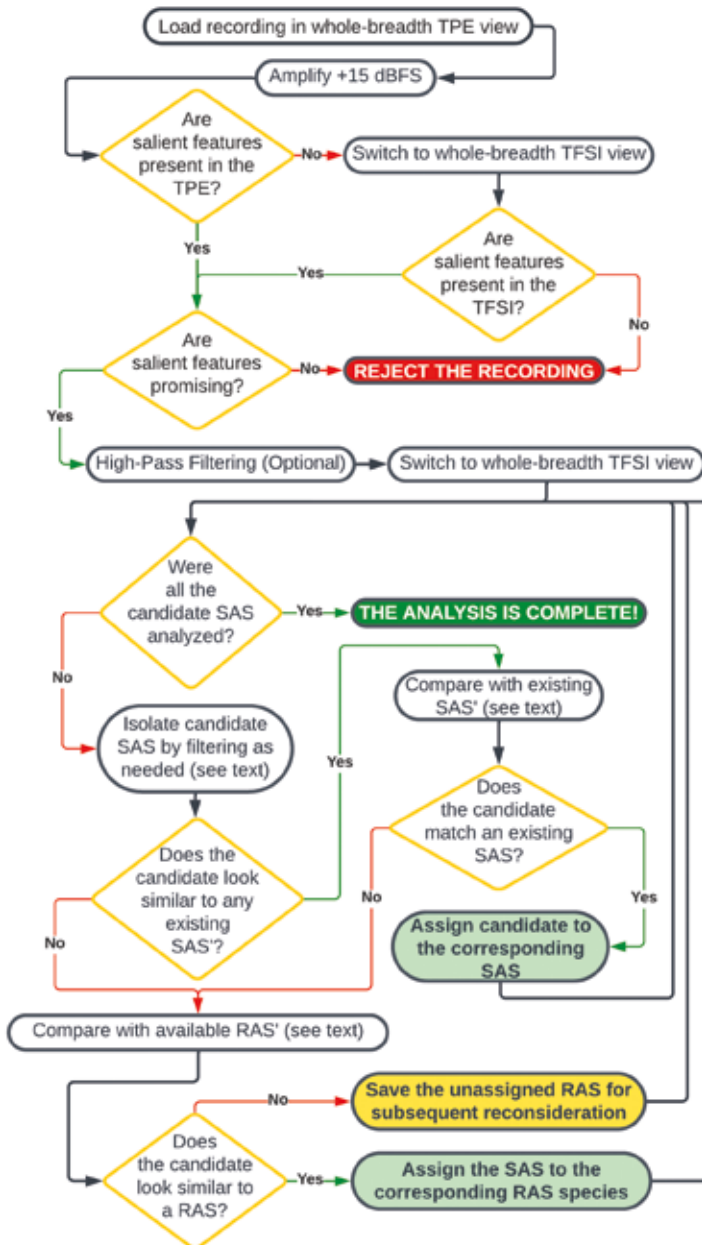 Load recording in whole-breadth TPE view
Amplify +15 dBFS
Are
salient features
present in the
TPE?
No
Switch to whole-breadth TFSI view
Yes
Are
salient features
present in the
TFSI?
Yes
No
Are
salient features
promising?
No
REJECT THE RECORDING
Yes
High-Pass Filtering (Optional)
Switch to whole-breadth TFSI view
Were
all the
candidate SAS
analyzed?
Yes
THE ANALYSIS IS COMPLETE!
No
Isolate candidate
SAS by filtering as
needed (see text)
Yes
Compare with existing
SAS' (see text)
Does
the candidate
match an existing
SAS?
Does the
candidate look
similar to any
existing
SAS'?
No
No
Yes
Assign candidate to
the corresponding
SAS
Compare with available RAS' (see text)
No
Save the unassigned RAS for
subsequent reconsideration
Does
the candidate
look similar to
a RAS?
Yes
Assign the SAS to the
corresponding RAS species